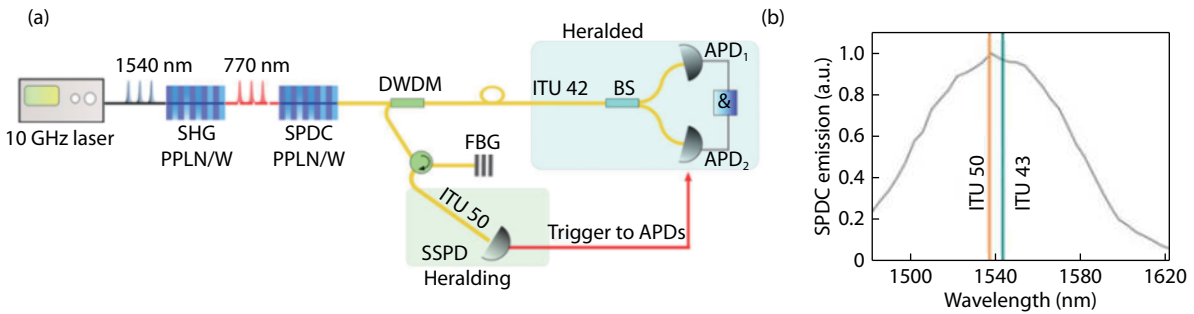 (a)
1540 nm
770 nm
10 GHz laser
SHG
PPLN/W
SPDC
PPLN/W
DWDM
FBG
ITU 50
SSPD
Heralding
Trigger to APDs
Heralded
ITU 42
BS
APD1
&
APD2
(b)
SPDC emission (a.u.)
1.0
0.8
0.6
0.4
0.2
0
ITU 50
ITU 43
1500
1540
1580
1620
Wavelength (nm)